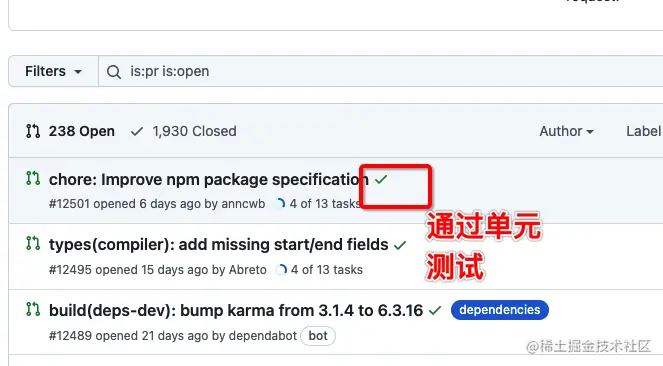 Filters is:pr is:open
238 Open 1,930 Closed Author Label
chore: Improve npm package specification
#12501 opened 6 days ago by anncwb 4 of 13 tasks
通过单元
测试
types(compiler): add missing start/end fields
#12495 opened 15 days ago by Abreto 4 of 13 tasks
build(deps-dev): bump karma from 3.1.4 to 6.3.16 dependencies
#12489 opened 21 days ago by dependabot bot
@稀土掘金技术社区